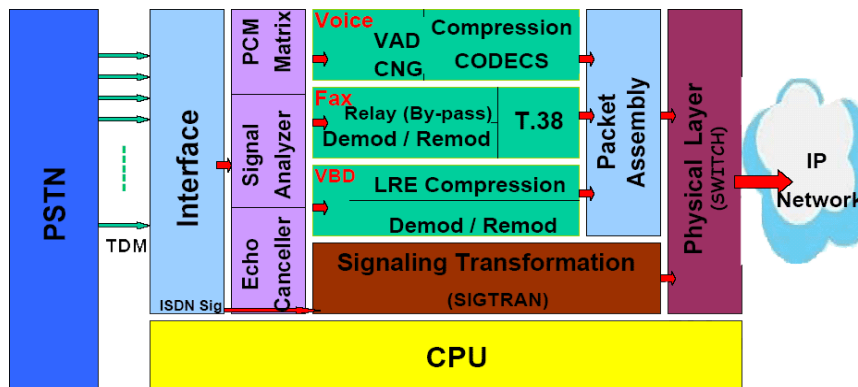 PSTN
TDM
Interface
ISDN Sig
PCM
Matrix
Signal
Analyzer
Echo
Canceller
Voice
VAD
CNG
Compression
CODECS
Fax
Relay (By-pass)
Demod / Remod
T.38
VBD
LRE Compression
Demod / Remod
Signaling Transformation
(SIGTRAN)
Packet
Assembly
Physical Layer
(SWITCH)
IP
Network
CPU